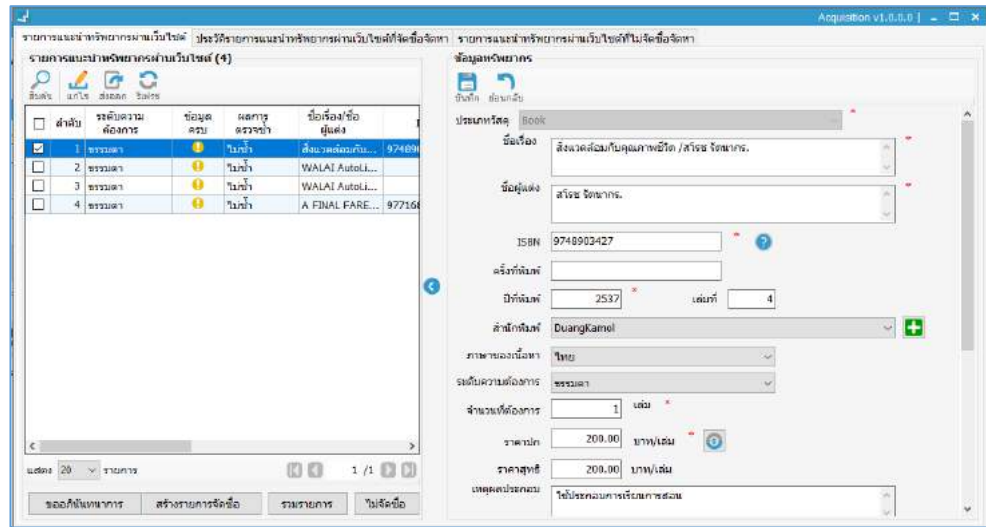 Acquisition v1.0.0.0
รายการแนะนำทรัพยากรผ่านเว็บไซต์ ประวัติรายการแนะนำทรัพยากรผ่านเว็บไซต์ที่จัดซื้อจัดหา รายการแนะนำทรัพยากรผ่านเว็บไซต์ที่ไม่จัดซื้อจัดหา
รายการแนะนำทรัพยากรผ่านเว็บไซต์ (4)
สืบค้น แก้ไข ส่งออก รีเฟรช
ลำดับ ระดับความต้องการ ข้อมูลครบ ผลการตรวจซ้ำ ชื่อเรื่อง/ชื่อผู้แต่ง
1 ธรรมดา ไม่ซ้ำ สิ่งแวดล้อมกับ... 974890
2 ธรรมดา ไม่ซ้ำ WALAI AutoLi...
3 ธรรมดา ไม่ซ้ำ WALAI AutoLi...
4 ธรรมดา ไม่ซ้ำ A FINAL FARE... 977168
แสดง 20 รายการ 1 /1
ขออภินันทนาการ สร้างรายการจัดซื้อ รวมรายการ ไม่จัดซื้อ
ข้อมูลทรัพยากร
บันทึก ย้อนกลับ
ประเภทวัสดุ Book *
ชื่อเรื่อง สิ่งแวดล้อมกับคุณภาพชีวิต /สวัรช รัตนากร. *
ชื่อผู้แต่ง *
ISBN 9748903427 *
ครั้งที่พิมพ์
ปีที่พิมพ์ 2537 * เล่มที่ 4
สำนักพิมพ์ DuangKamol
ภาษาของเนื้อหา ไทย
ระดับความต้องการ ธรรมดา
จำนวนที่ต้องการ 1 เล่ม *
ราคาปก 200.00 บาท/เล่ม *
ราคาสุทธิ 200.00 บาท/เล่ม
เหตุผลประกอบ ใช้ประกอบการเรียนการสอน